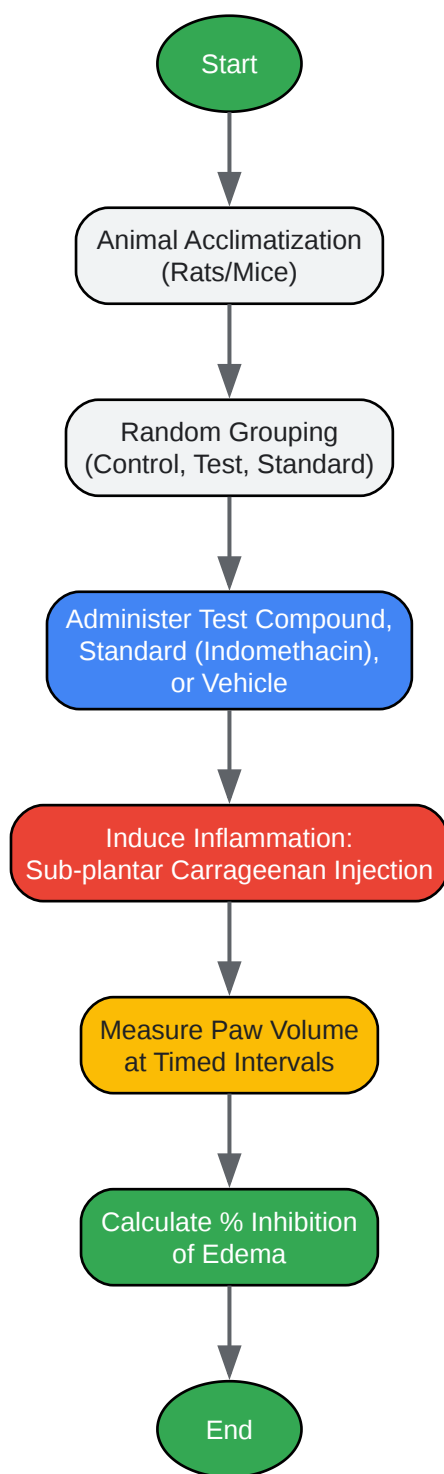 Start
Animal Acclimatization
(Rats/Mice)
Random Grouping
(Control, Test, Standard)
Administer Test Compound,
Standard (Indomethacin),
or Vehicle
Induce Inflammation:
Sub-plantar Carrageenan Injection
Measure Paw Volume
at Timed Intervals
Calculate % Inhibition
of Edema
End